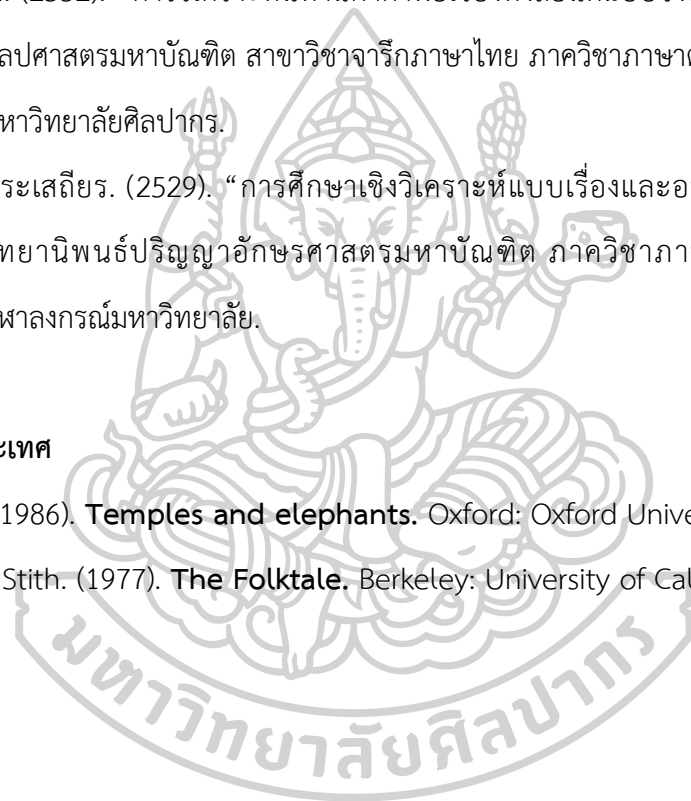 ลปศาสตรมหาบัณฑิต สาขาวิชาจารึกภาษาไทย ภาควิชาภาษาต
หาวิทยาลัยศิลปากร.
ระเสถียร. (2529). “การศึกษาเชิงวิเคราะห์แบบเรื่องและอ
ทยานิพนธ์ปริญญาอักษรศาสตรมหาบัณฑิต ภาควิชาภา
ฬาลงกรณ์มหาวิทยาลัย.
ะเทศ
1986). Temples and elephants. Oxford: Oxford Unive
Stith. (1977). The Folktale. Berkeley: University of Cal
มหาวิทยาลัยศิลปากร